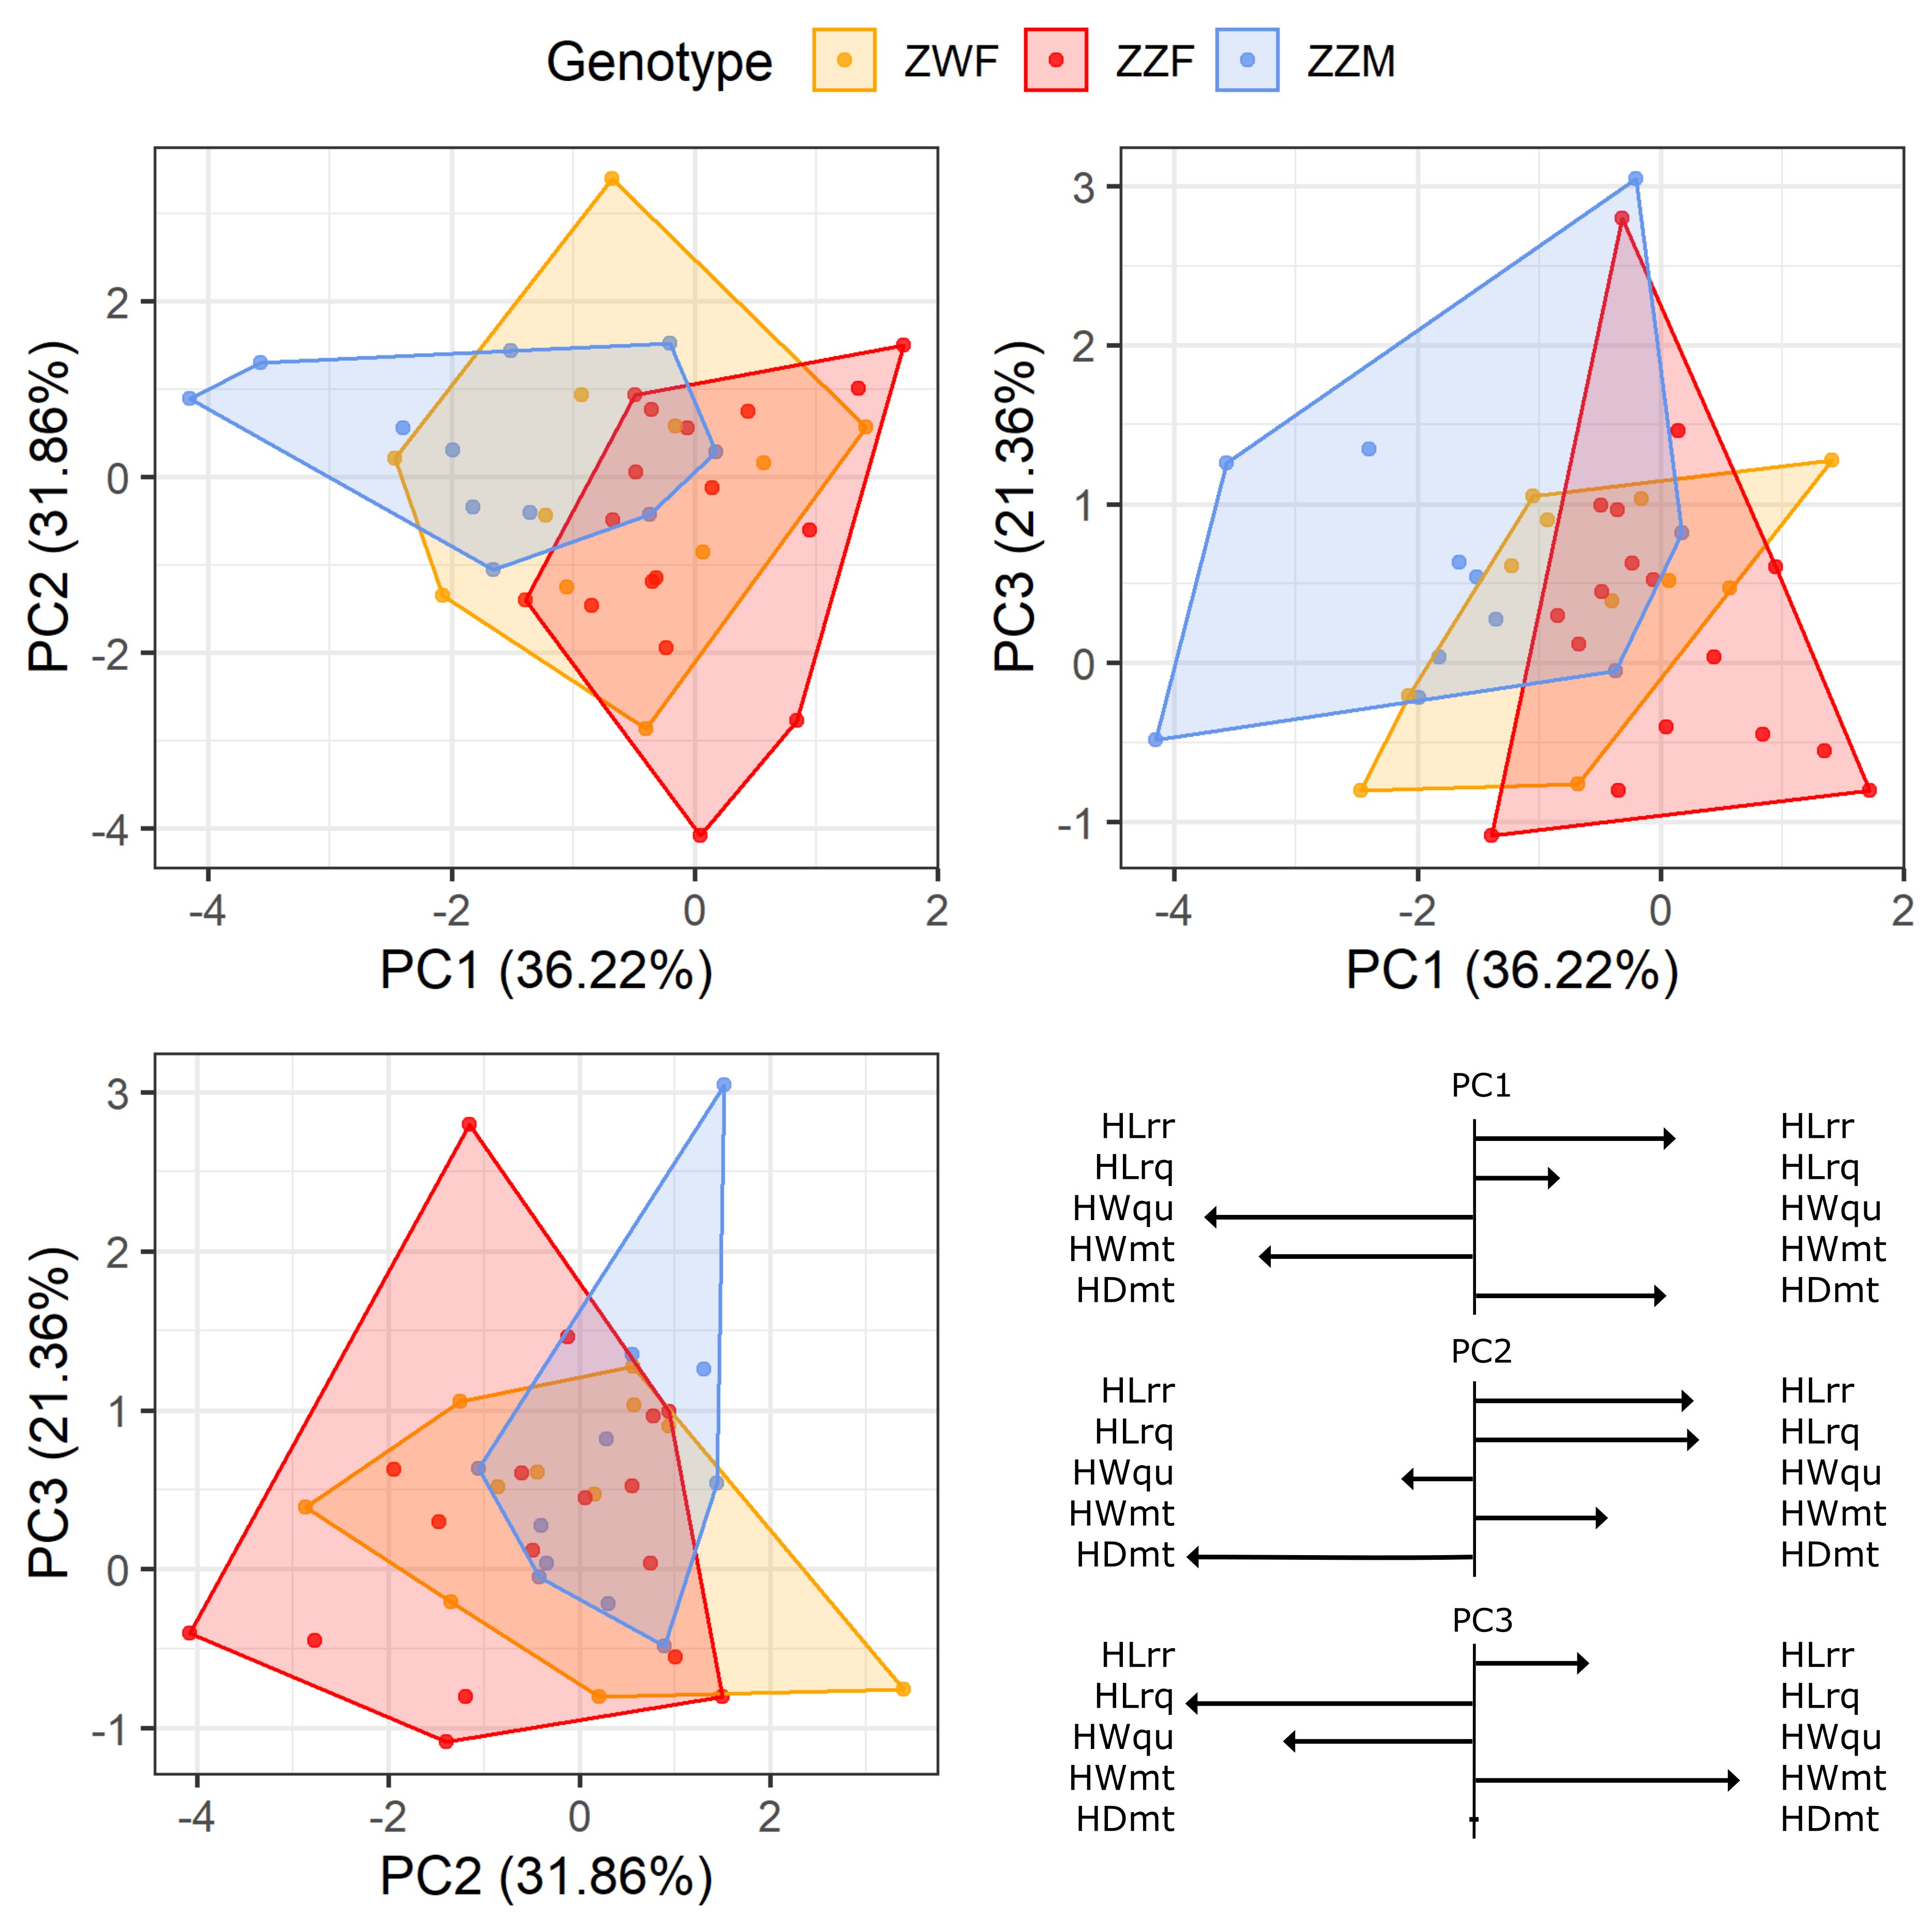 Genotype ZWF ZZF ZZM
PC2 (31.86%)
2
0
-2
-4
-4 -2 0 2
PC1 (36.22%)
PC3 (21.36%)
3
2
1
0
-1
-4 -2 0 2
PC1 (36.22%)
PC3 (21.36%)
3
2
1
0
-1
-4 -2 0 2
PC2 (31.86%)
PC1
HLrr HLrr
HLrq HLrq
HWqu HWqu
HWmt HWmt
HDmt HDmt
PC2
HLrr HLrr
HLrq HLrq
HWqu HWqu
HWmt HWmt
HDmt HDmt
PC3
HLrr HLrr
HLrq HLrq
HWqu HWqu
HWmt HWmt
HDmt HDmt